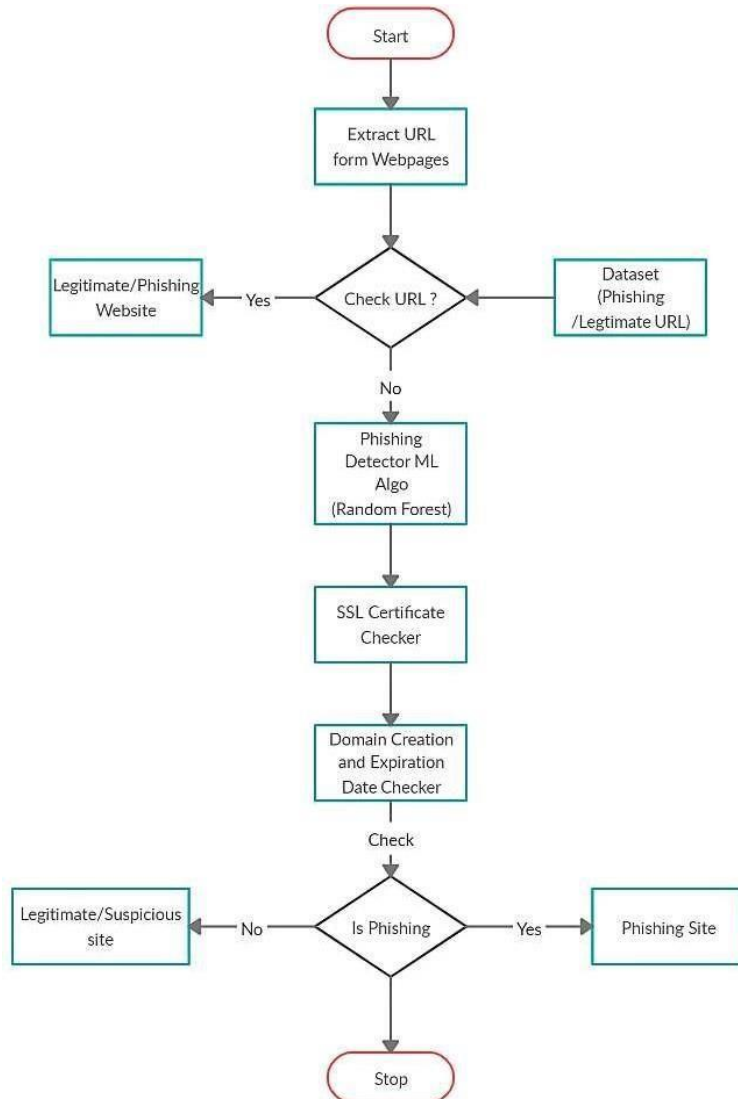 Start
Extract URL
form Webpages
Legitimate/Phishing
Website
Yes
Check URL ?
Dataset
(Phishing
/Legtimate URL)
No
Phishing
Detector ML
Algo
(Random Forest)
SSL Certificate
Checker
Domain Creation
and Expiration
Date Checker
Check
Legitimate/Suspicious
site
No
Is Phishing
Yes
Phishing Site
Stop